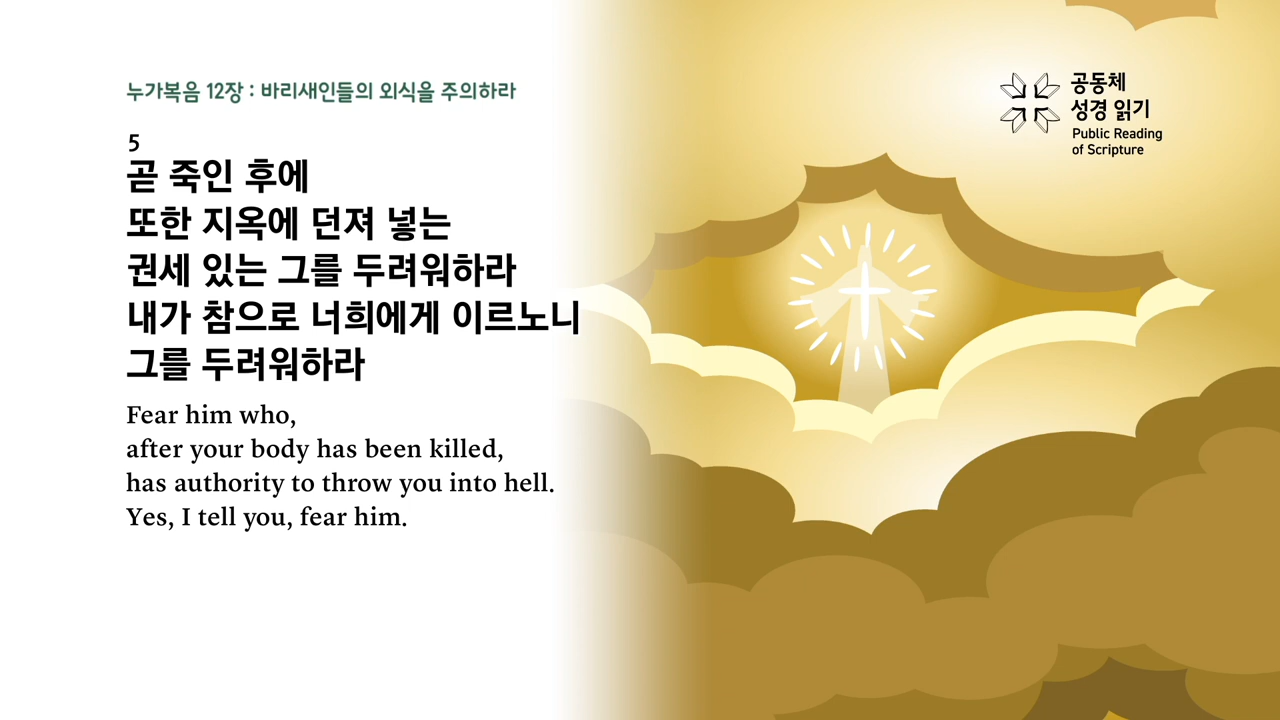 누가복음 12장 : 바리새인들의 외식을 주의하라
5
곧 죽인 후에
또한 지옥에 던져 넣는
권세 있는 그를 두려워하라
내가 참으로 너희에게 이르노니
그를 두려워하라
Fear him who,
after your body has been killed,
has authority to throw you into hell.
Yes, I tell you, fear him.
공동체
성경 읽기
Public Reading
of Scripture